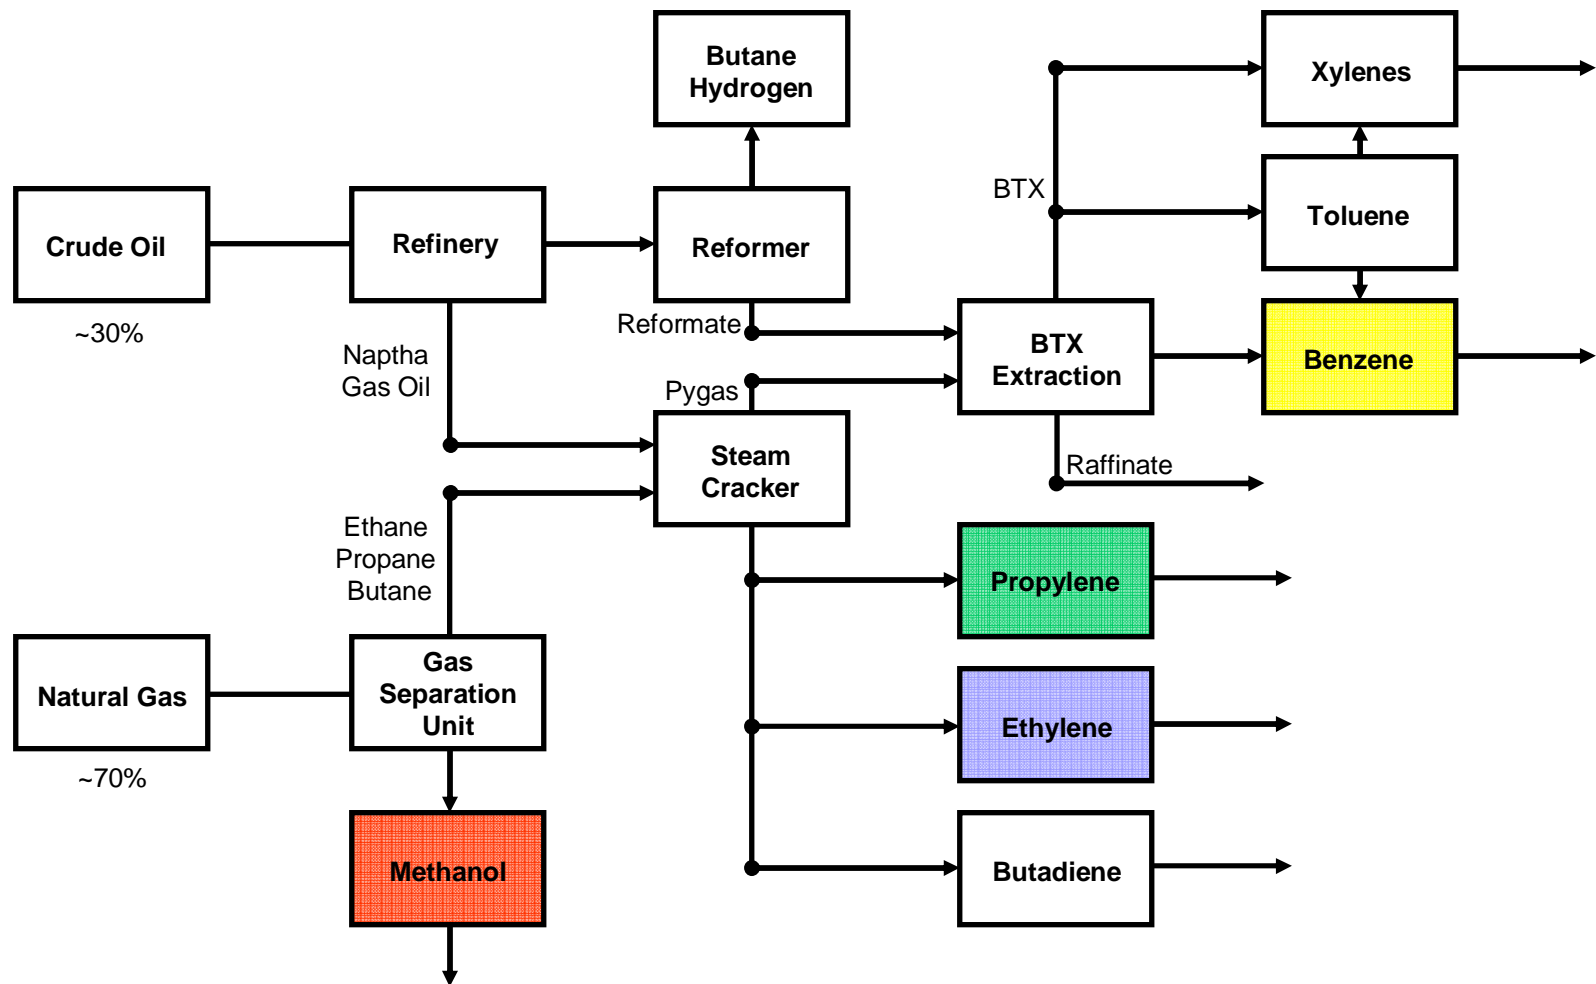 Butane
Hydrogen
Xylenes
BTX
Toluene
Crude Oil
Refinery
Reformer
~30%
Reformate
Naptha
Gas Oil
BTX
Extraction
Benzene
Pygas
Steam
Cracker
Raffinate
Ethane
Propane
Butane
Propylene
Natural Gas
Gas
Separation
Unit
Ethylene
~70%
Methanol
Butadiene